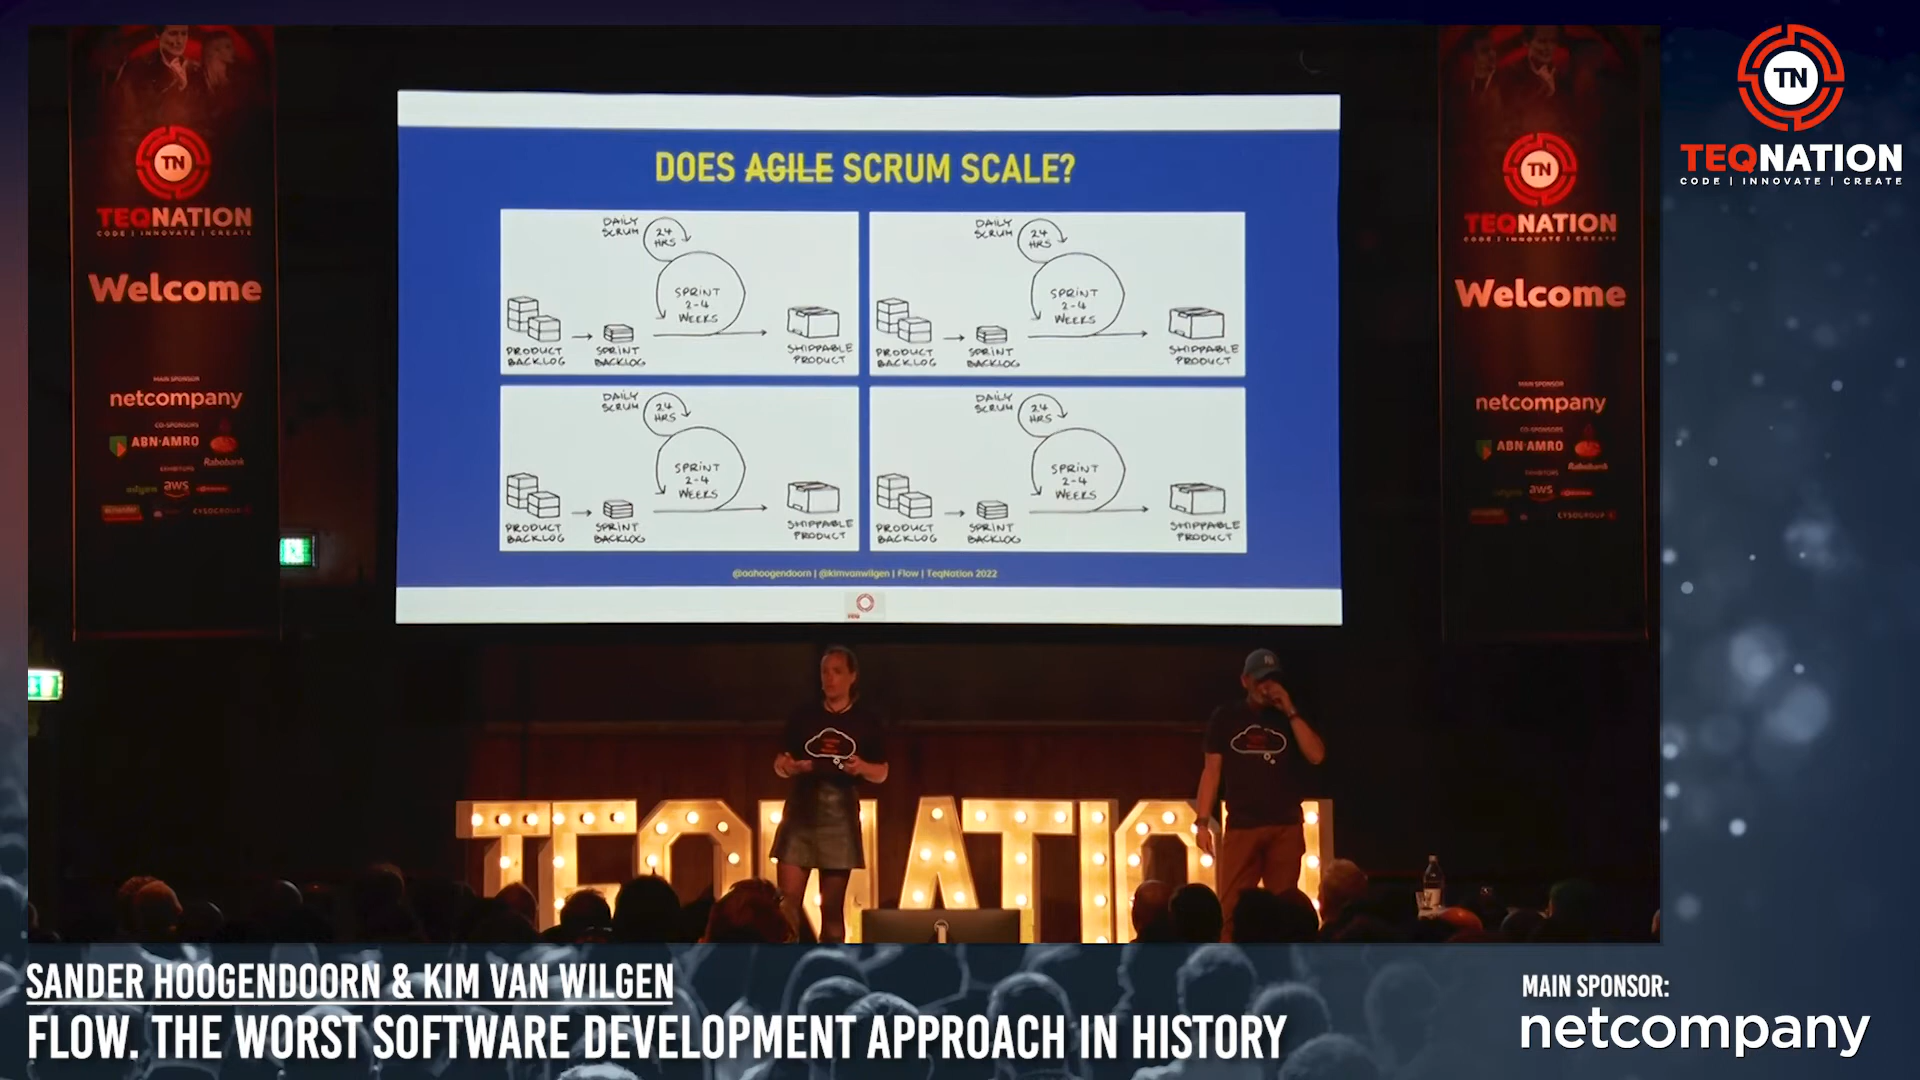 TN
TEQNATION
CODE | INNOVATE | CREATE
TN
TEQNATION
CODE | INNOVATE | CREATE
Welcome
MAIN SPONSOR
netcompany
CO-SPONSORS
ABN·AMRO
Rabobank
EXHIBITORS
aws
CYSOGROUP
DOES AGILE SCRUM SCALE?
DAILY
SCRUM
24
HRS
SPRINT
2-4
WEEKS
PRODUCT
BACKLOG
SPRINT
BACKLOG
SHIPPABLE
PRODUCT
DAILY
SCRUM
24
HRS
SPRINT
2-4
WEEKS
PRODUCT
BACKLOG
SPRINT
BACKLOG
SHIPPABLE
PRODUCT
DAILY
SCRUM
24
HRS
SPRINT
2-4
WEEKS
PRODUCT
BACKLOG
SPRINT
BACKLOG
SHIPPABLE
PRODUCT
DAILY
SCRUM
24
HRS
SPRINT
2-4
WEEKS
PRODUCT
BACKLOG
SPRINT
BACKLOG
SHIPPABLE
PRODUCT
@aahoogendoorn | @kimvanwilgen | Flow | TeqNation 2022
TN
TEQNATION
CODE | INNOVATE | CREATE
Welcome
MAIN SPONSOR
netcompany
CO-SPONSORS
ABN·AMRO
Rabobank
EXHIBITORS
aws
CYSOGROUP
TEQNATION
SANDER HOOGENDOORN & KIM VAN WILGEN
FLOW. THE WORST SOFTWARE DEVELOPMENT APPROACH IN HISTORY
MAIN SPONSOR:
netcompany